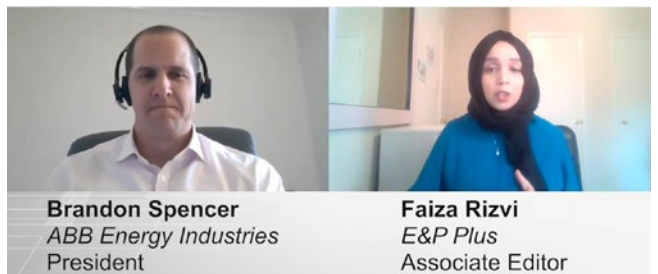 Brandon Spencer
ABB Energy Industries
President
Faiza Rizvi
E&P Plus
Associate Editor